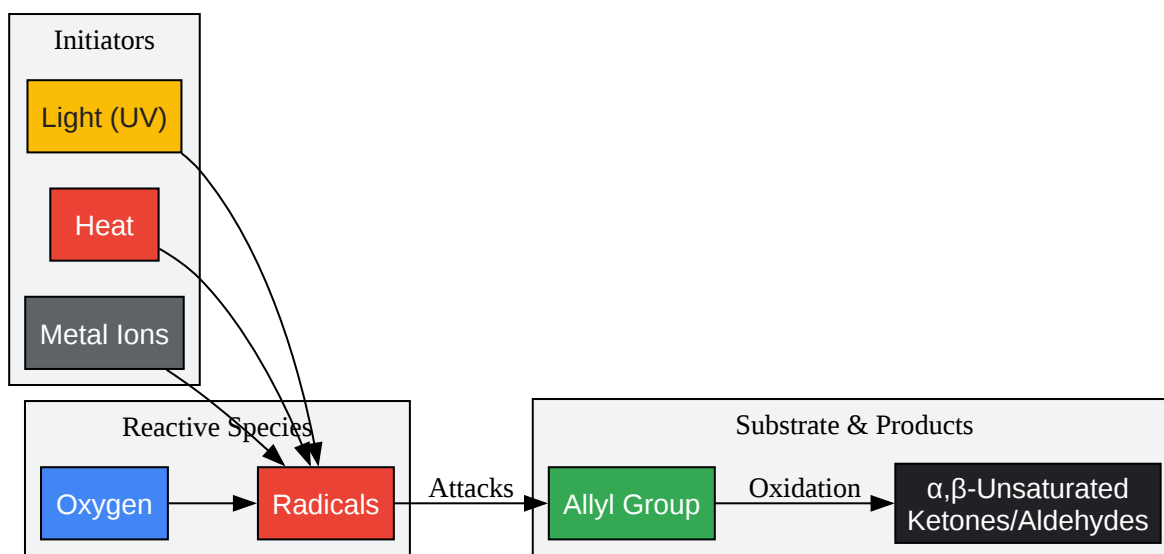 Initiators
Light (UV)
Heat
Metal Ions
Reactive Species
Oxygen
Radicals
Attacks
Substrate & Products
Allyl Group
Oxidation
α,β-Unsaturated
Ketones/Aldehydes